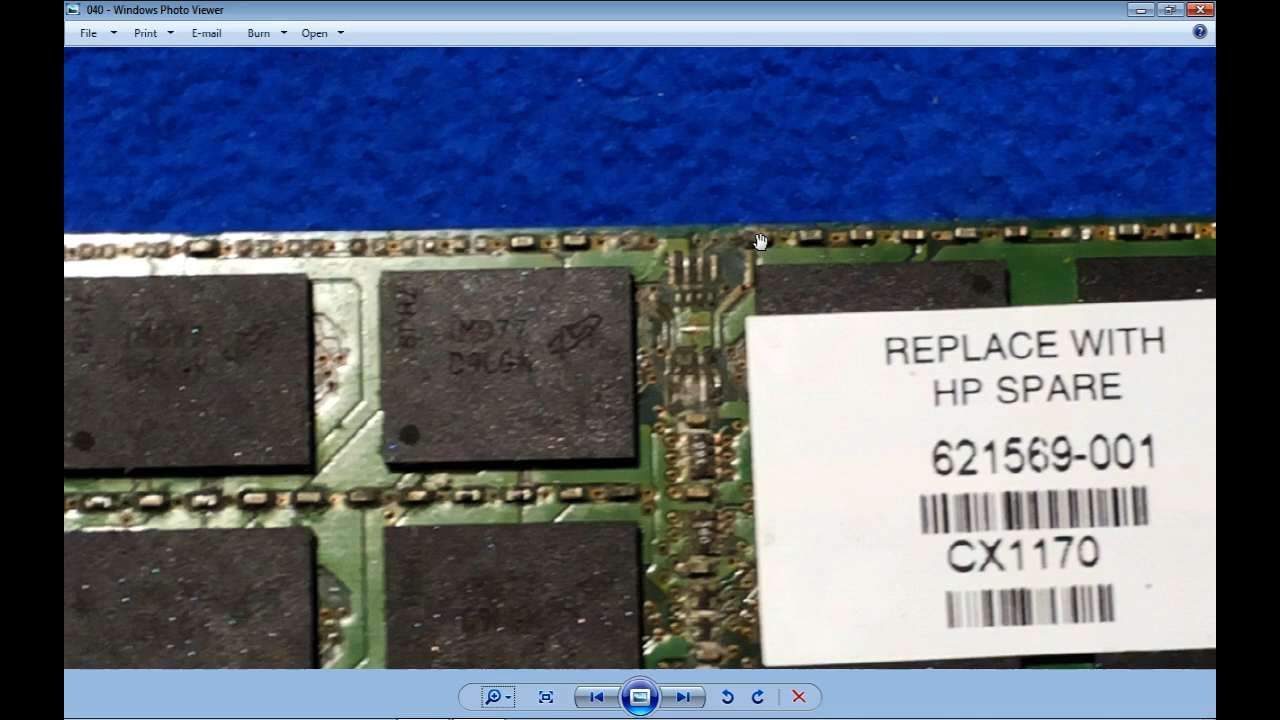 040 - Windows Photo Viewer
File Print E-mail Burn Open
REPLACE WITH
HP SPARE
621569-001
CX1170